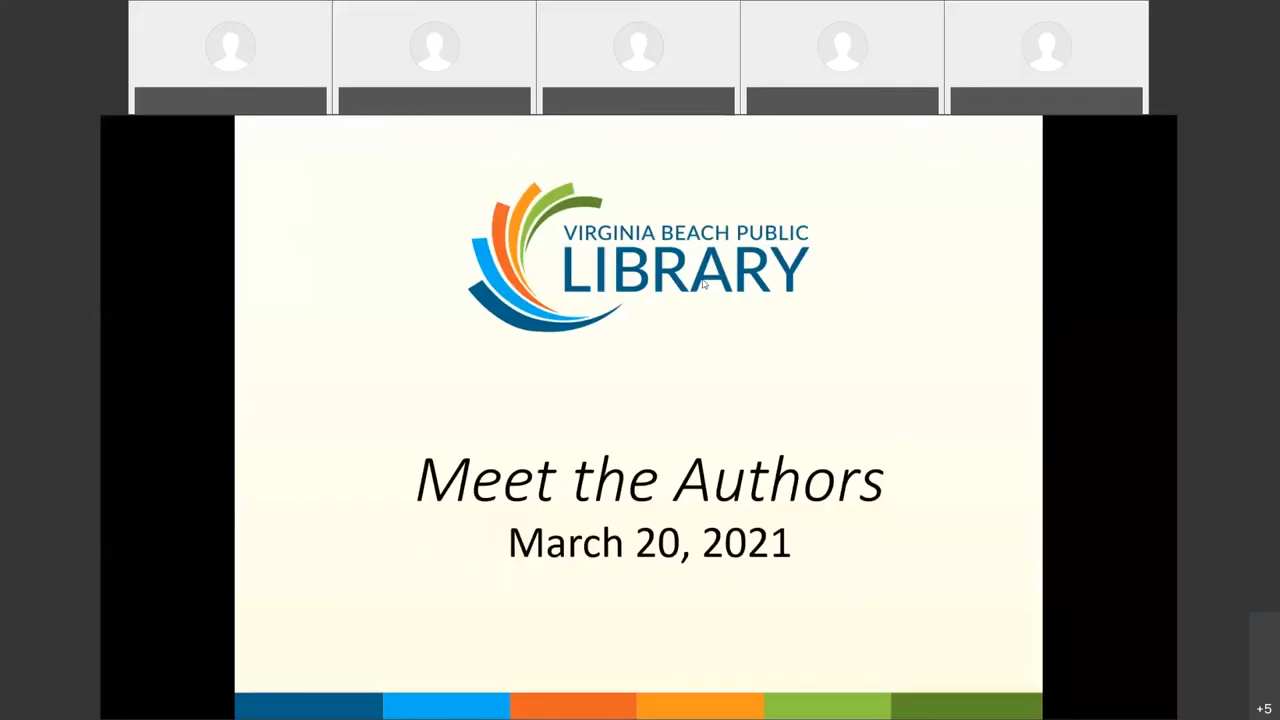 VIRGINIA BEACH PUBLIC
LIBRARY
Meet the Authors
March 20, 2021
+5